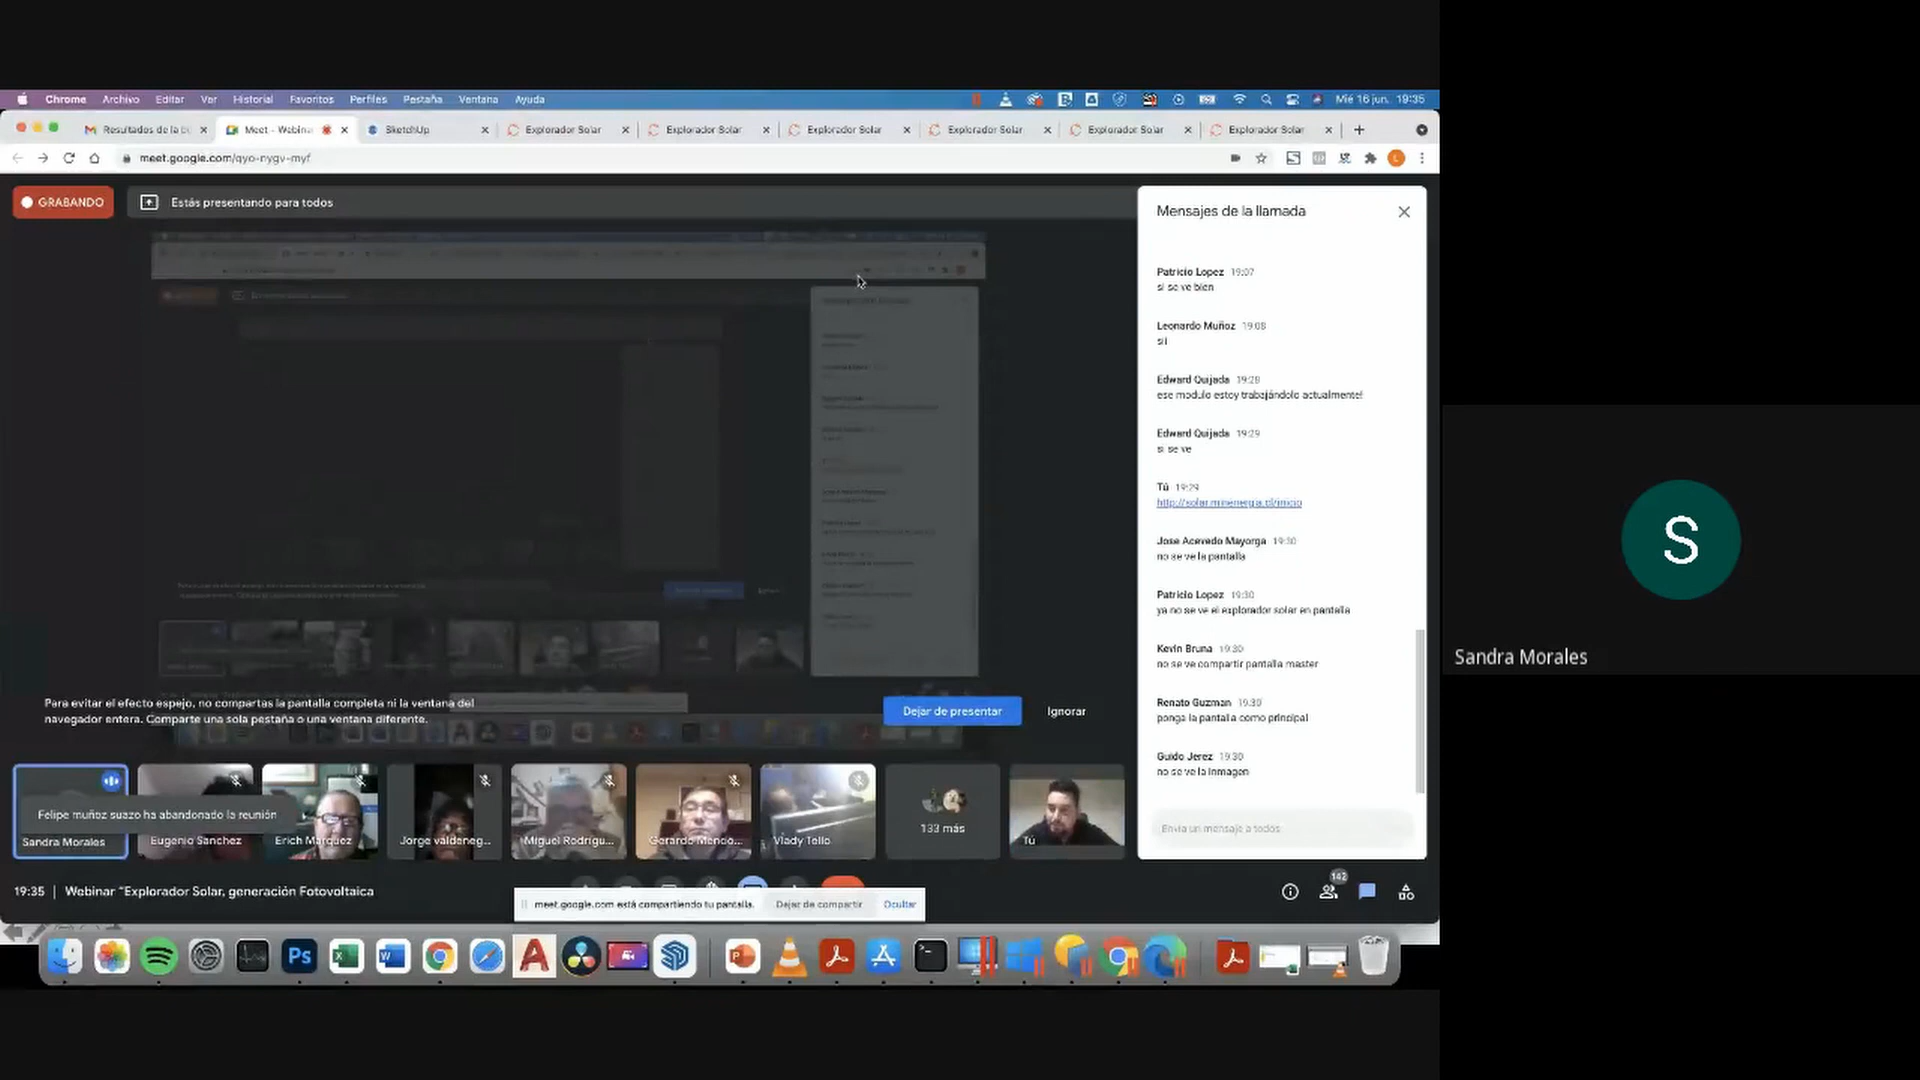 Chrome Archivo Editar Ver Historial Favoritos Perfiles Pestaña Ventana Ayuda
Mié 16 jun. 19:35
Resultados de la b
Meet - Webina
SketchUp
Explorador Solar
Explorador Solar
Explorador Solar
Explorador Solar
Explorador Solar
Explorador Solar
meet.google.com/qyo-nygv-myf
GRABANDO
Estás presentando para todos
Mensajes de la llamada
Patricio Lopez 19:07
si se ve bien
Leonardo Muñoz 19:08
sii
Edward Quijada 19:28
ese modulo estoy trabajándolo actualmente!
Edward Quijada 19:29
si se ve
Tú 19:29
http://solar.minenergia.cl/inicio
Jose Acevedo Mayorga 19:30
no se ve la pantalla
Patricio Lopez 19:30
ya no se ve el explorador solar en pantalla
Kevin Bruna 19:30
no se ve compartir pantalla master
Renato Guzman 19:30
ponga la pantalla como principal
Guido Jerez 19:30
no se ve la inmagen
Envía un mensaje a todos
Para evitar el efecto espejo, no compartas la pantalla completa ni la ventana del
navegador entera. Comparte una sola pestaña o una ventana diferente.
Dejar de presentar
Ignorar
Felipe muñoz suazo ha abandonado la reunión
Sandra Morales
Eugenio Sanchez
Erich Marquez
Jorge valdeneg...
Miguel Rodrigu...
Gerardo Mendo...
Vlady Tello
133 más
Tú
19:35 | Webinar "Explorador Solar, generación Fotovoltaica
142
meet.google.com está compartiendo tu pantalla.
Dejar de compartir
Ocultar
Ps
S
Sandra Morales